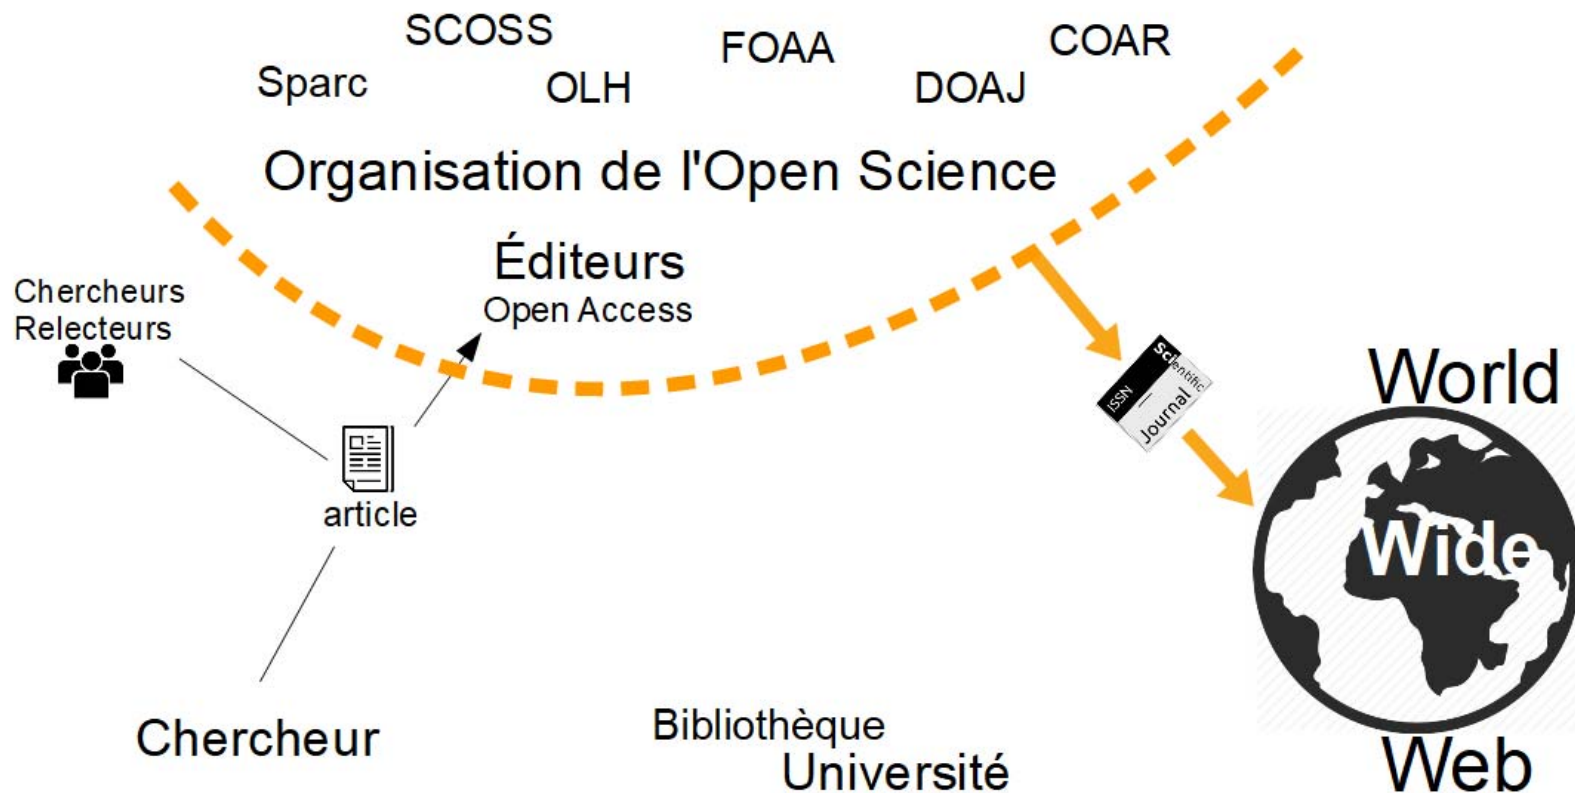 SCOSS
FOAA
COAR
Sparc
OLH
DOAJ
Organisation de l'Open Science
Éditeurs
Open Access
Chercheurs
Relecteurs
article
Scientific
Journal
ISSN
World
Wide
Web
Chercheur
Bibliothèque
Université